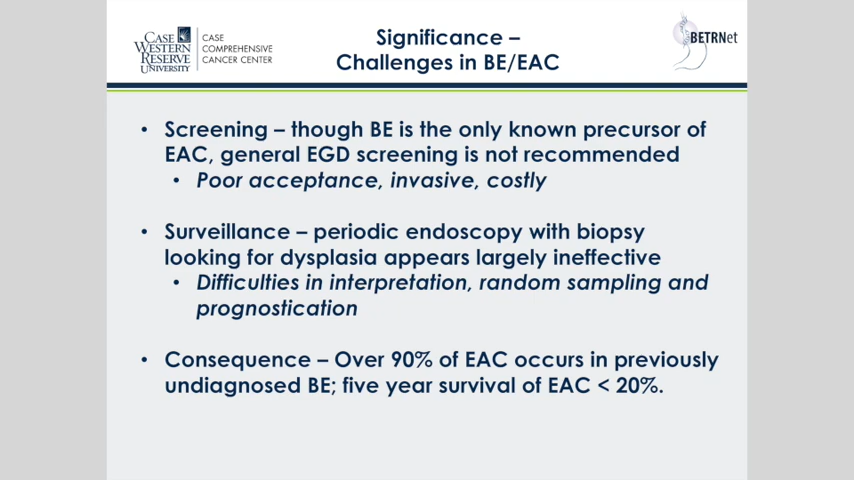 CASE
WESTERN
RESERVE
UNIVERSITY
CASE
COMPREHENSIVE
CANCER CENTER
Significance –
Challenges in BE/EAC
BETRNet
• Screening – though BE is the only known precursor of
EAC, general EGD screening is not recommended
• Poor acceptance, invasive, costly
• Surveillance – periodic endoscopy with biopsy
looking for dysplasia appears largely ineffective
• Difficulties in interpretation, random sampling and
prognostication
• Consequence – Over 90% of EAC occurs in previously
undiagnosed BE; five year survival of EAC < 20%.